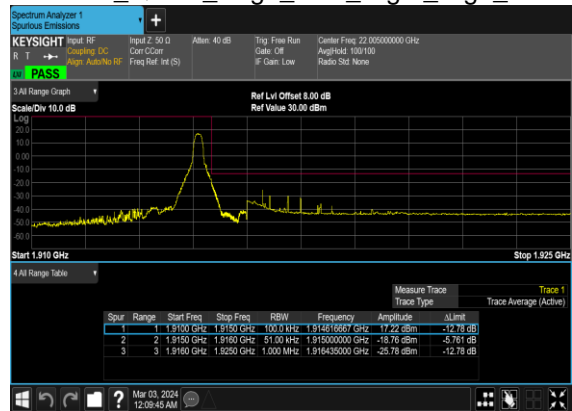 Spectrum Analyzer 1
Spurious Emissions
+
KEYSIGHT
R T
LW
PASS
Input: RF
Coupling: DC
Align: Auto/No RF
Input Z: 50 Ω
Corr CCorr
Freq Ref: Int (S)
Atten: 40 dB
Trig: Free Run
Gate: Off
IF Gain: Low
Center Freq: 22.005000000 GHz
Avg|Hold: 100/100
Radio Std: None
3 All Range Graph
Scale/Div 10.0 dB
Ref Lvl Offset 8.00 dB
Ref Value 30.00 dBm
Log
20.0
10.0
0.00
-10.0
-20.0
-30.0
-40.0
-50.0
-60.0
Start 1.910 GHz
Stop 1.925 GHz
4 All Range Table
Measure Trace Trace 1
Trace Type Trace Average (Active)
Spur Range Start Freq Stop Freq RBW Frequency Amplitude ΔLimit
1 1 1.9100 GHz 1.9150 GHz 100.0 kHz 1.914616667 GHz 17.22 dBm -12.78 dB
2 2 1.9150 GHz 1.9160 GHz 51.00 kHz 1.915000000 GHz -18.76 dBm -5.761 dB
3 3 1.9160 GHz 1.9250 GHz 1.000 MHz 1.916435000 GHz -25.78 dBm -12.78 dB
?
Mar 03, 2024
12:09:45 AM